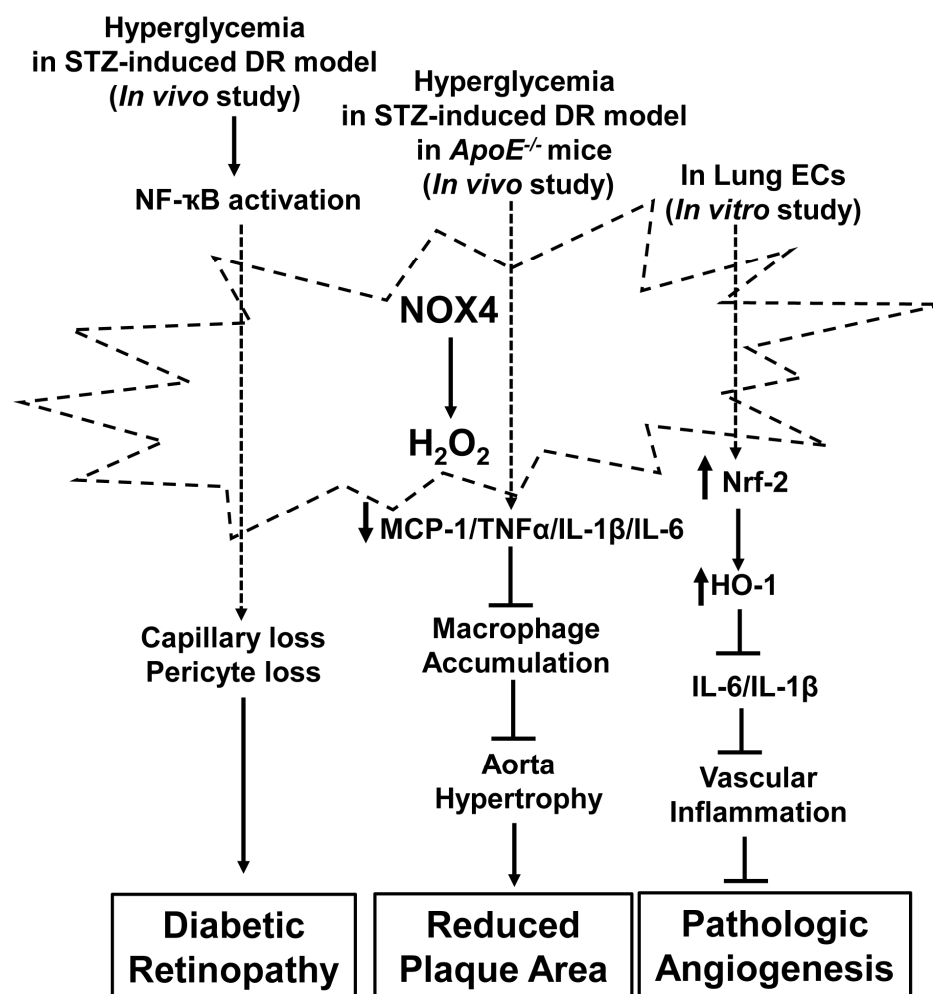 Hyperglycemia
in STZ-induced DR model
(In vivo study)
NF-κB activation
Capillary loss
Pericyte loss
Diabetic
Retinopathy
Hyperglycemia
in STZ-induced DR model
in ApoE-/- mice
(In vivo study)
NOX4
H2O2
MCP-1/TNFα/IL-1β/IL-6
Macrophage
Accumulation
Aorta
Hypertrophy
Reduced
Plaque Area
In Lung ECs
(In vitro study)
Nrf-2
HO-1
IL-6/IL-1β
Vascular
Inflammation
Pathologic
Angiogenesis